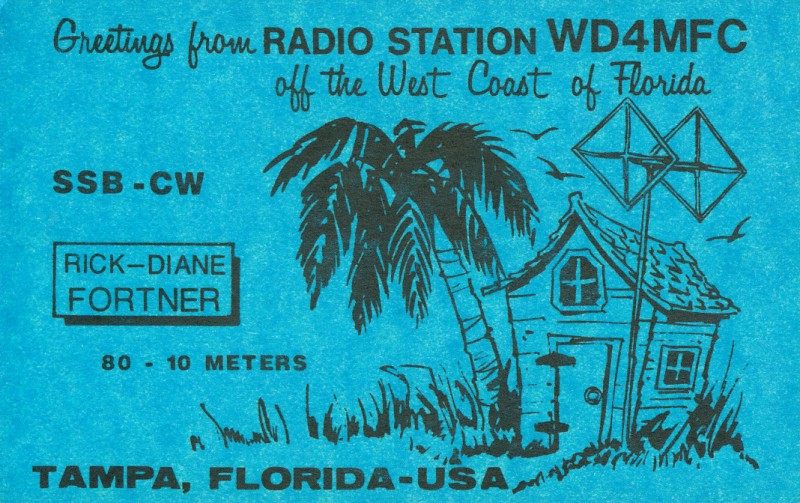 Greetings from RADIO STATION WD4MFC
off the West Coast of Florida
SSB - CW
RICK-DIANE
FORTNER
80 - 10 METERS
TAMPA, FLORIDA-USA